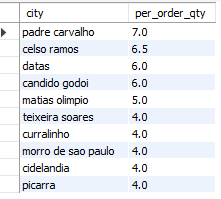 city per_order_qty
padre carvalho 7.0
celso ramos 6.5
datas 6.0
candido godoi 6.0
matias olimpio 5.0
teixeira soares 4.0
curralinho 4.0
morro de sao paulo 4.0
cidelandia 4.0
picarra 4.0